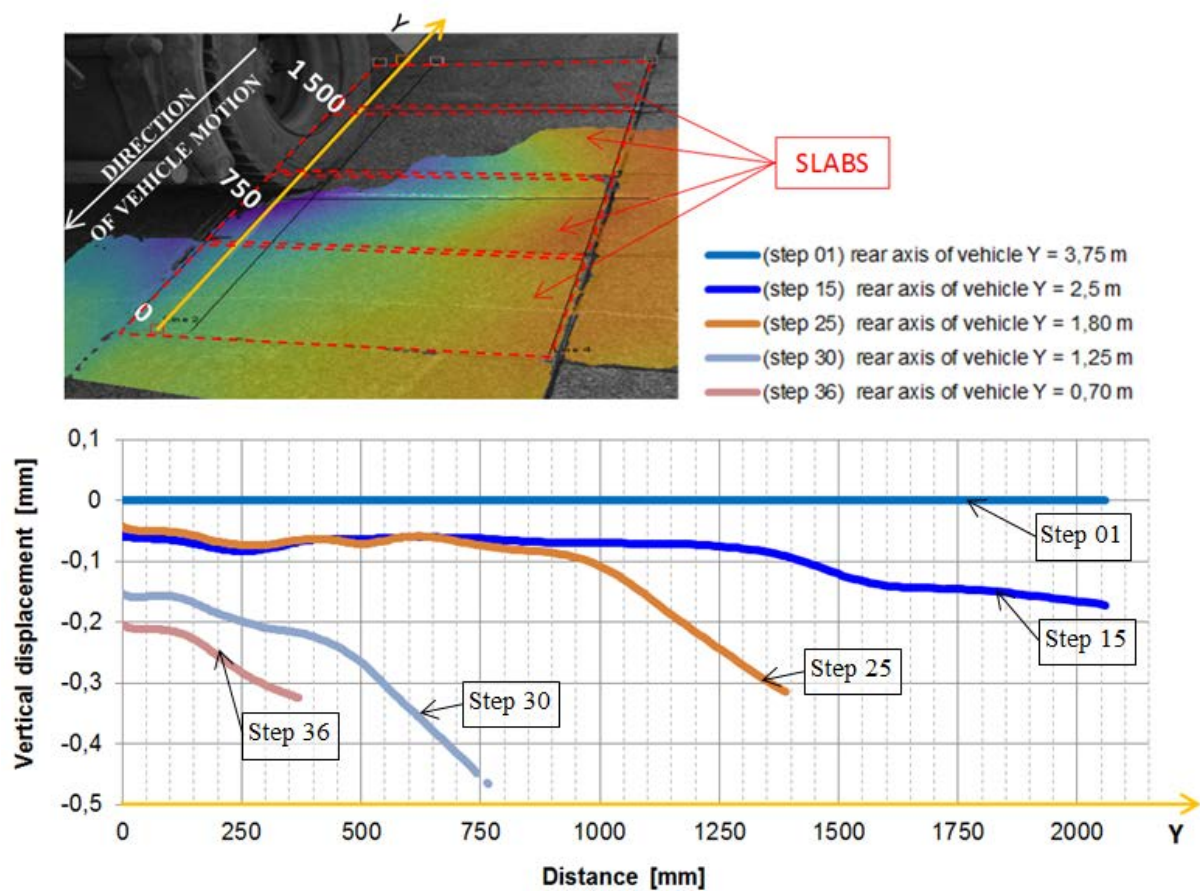 Y
DIRECTION
OF VEHICLE MOTION
1 500
750
0
SLABS
(step 01) rear axis of vehicle Y = 3,75 m
(step 15) rear axis of vehicle Y = 2,5 m
(step 25) rear axis of vehicle Y = 1,80 m
(step 30) rear axis of vehicle Y = 1,25 m
(step 36) rear axis of vehicle Y = 0,70 m
Vertical displacement [mm]
0,1
0
-0,1
-0,2
-0,3
-0,4
-0,5
Step 01
Step 15
Step 25
Step 30
Step 36
0 250 500 750 1000 1250 1500 1750 2000 Y
Distance [mm]